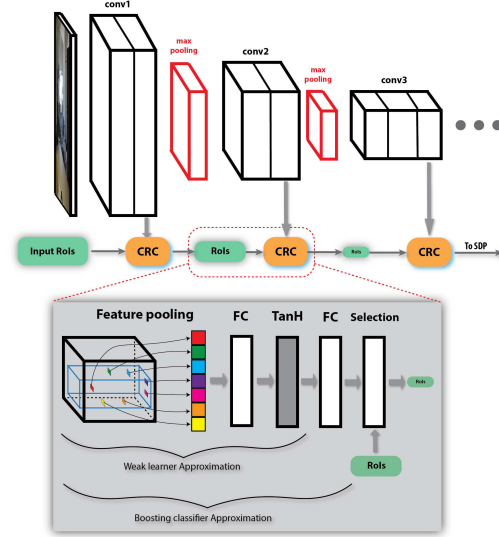 conv1
max
pooling
conv2
max
pooling
conv3
Input RoIs
CRC
RoIs
CRC
RoIs
CRC
To SDP
Feature pooling
FC
TanH
FC
Selection
RoIs
RoIs
Weak learner Approximation
Boosting classifier Approximation